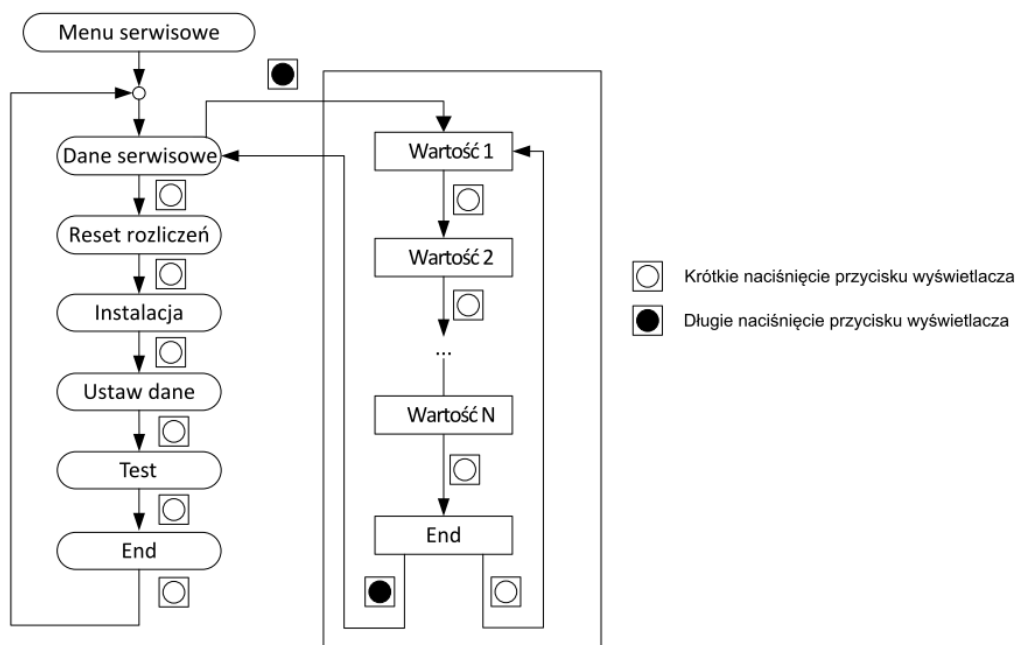 Menu serwisowe
Dane serwisowe
Reset rozliczeń
Instalacja
Ustaw dane
Test
End
Wartość 1
Wartość 2
...
Wartość N
End
Krótkie naciśnięcie przycisku wyświetlacza
Długie naciśnięcie przycisku wyświetlacza